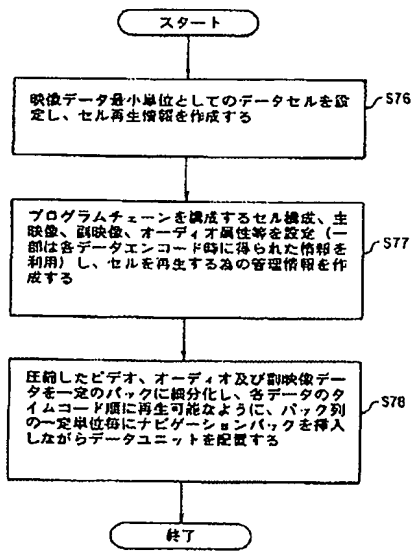 スタート
映像データ最小単位としてのデータセルを設
定し、セル再生情報を作成する
S76
プログラムチェーンを構成するセル構成、主
映像、副映像、オーディオ属性等を設定（一
部は各データエンコード時に得られた情報を
利用）し、セルを再生する為の管理情報を作
成する
S77
圧縮したビデオ、オーディオ及び副映像デー
タを一定のパックに細分化し、各データのタ
イムコード順に再生可能なように、パック列
の一定単位毎にナビゲーションパックを挿入
しながらデータユニットを配置する
S78
終了